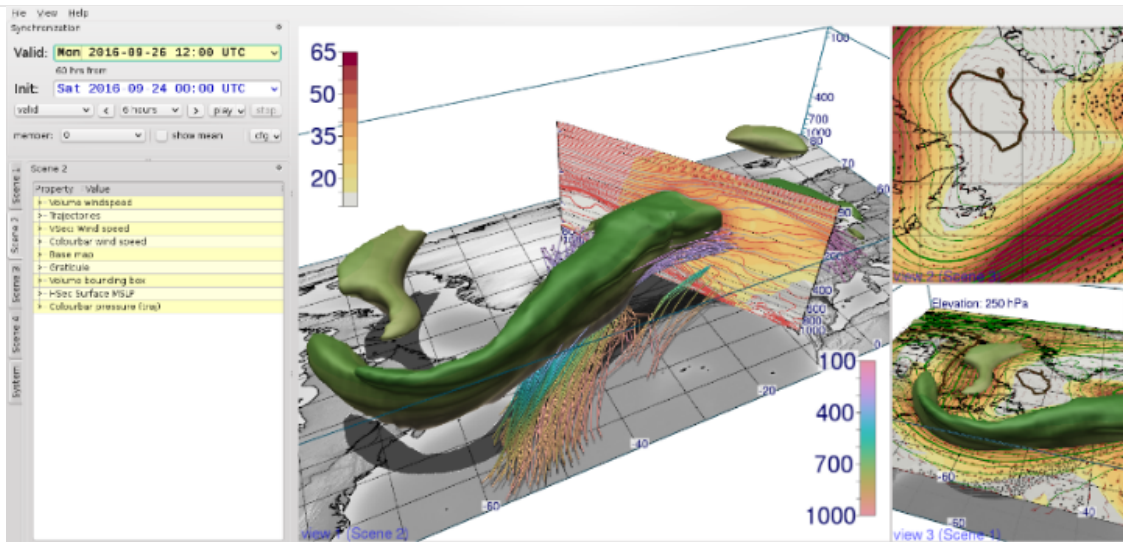 File View Help
Synchronization
Valid: Mon 2016-09-26 12:00 UTC
60 hrs from
Init: Sat 2016-09-24 00:00 UTC
valid < 6 hours > play stop
member: 0 show mean cfg
Scene 1
Scene 2
Scene 3
Scene 4
System
Scene 2
Property Value
Volume windspeed
Trajectories
VSec Wind speed
Colourbar wind speed
Base map
Graticule
Volume bounding box
HSec Surface MSLP
Colourbar pressure (traj)
65
50
35
20
100
400
700
1000
70
-20
-40
-60
100
400
700
1000
view 1 (Scene 2)
Elevation: 250 hPa
-60
-40
view 3 (Scene 1)